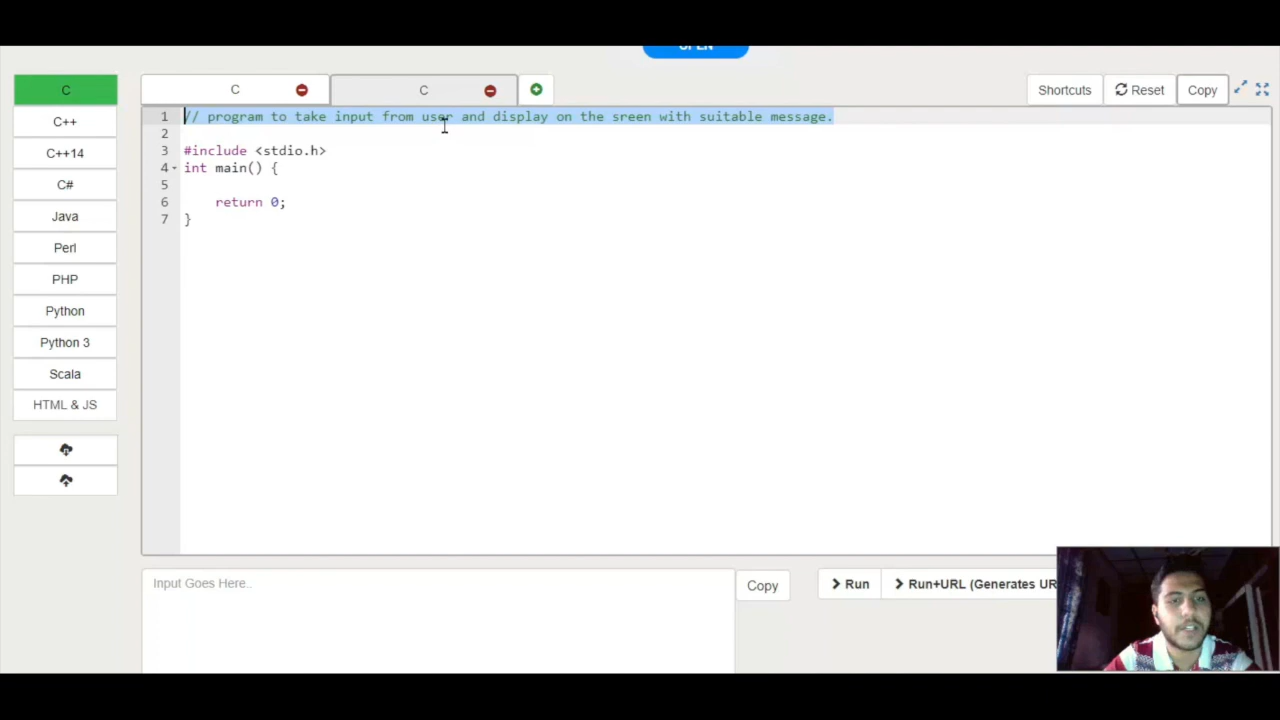 OPEN
C
C
C
Shortcuts
Reset
Copy
C++
C++14
C#
Java
Perl
PHP
Python
Python 3
Scala
HTML & JS
1 // program to take input from user and display on the sreen with suitable message.
2
3 #include <stdio.h>
4 int main() {
5
6 return 0;
7 }
Input Goes Here..
Copy
Run
Run+URL (Generates UR